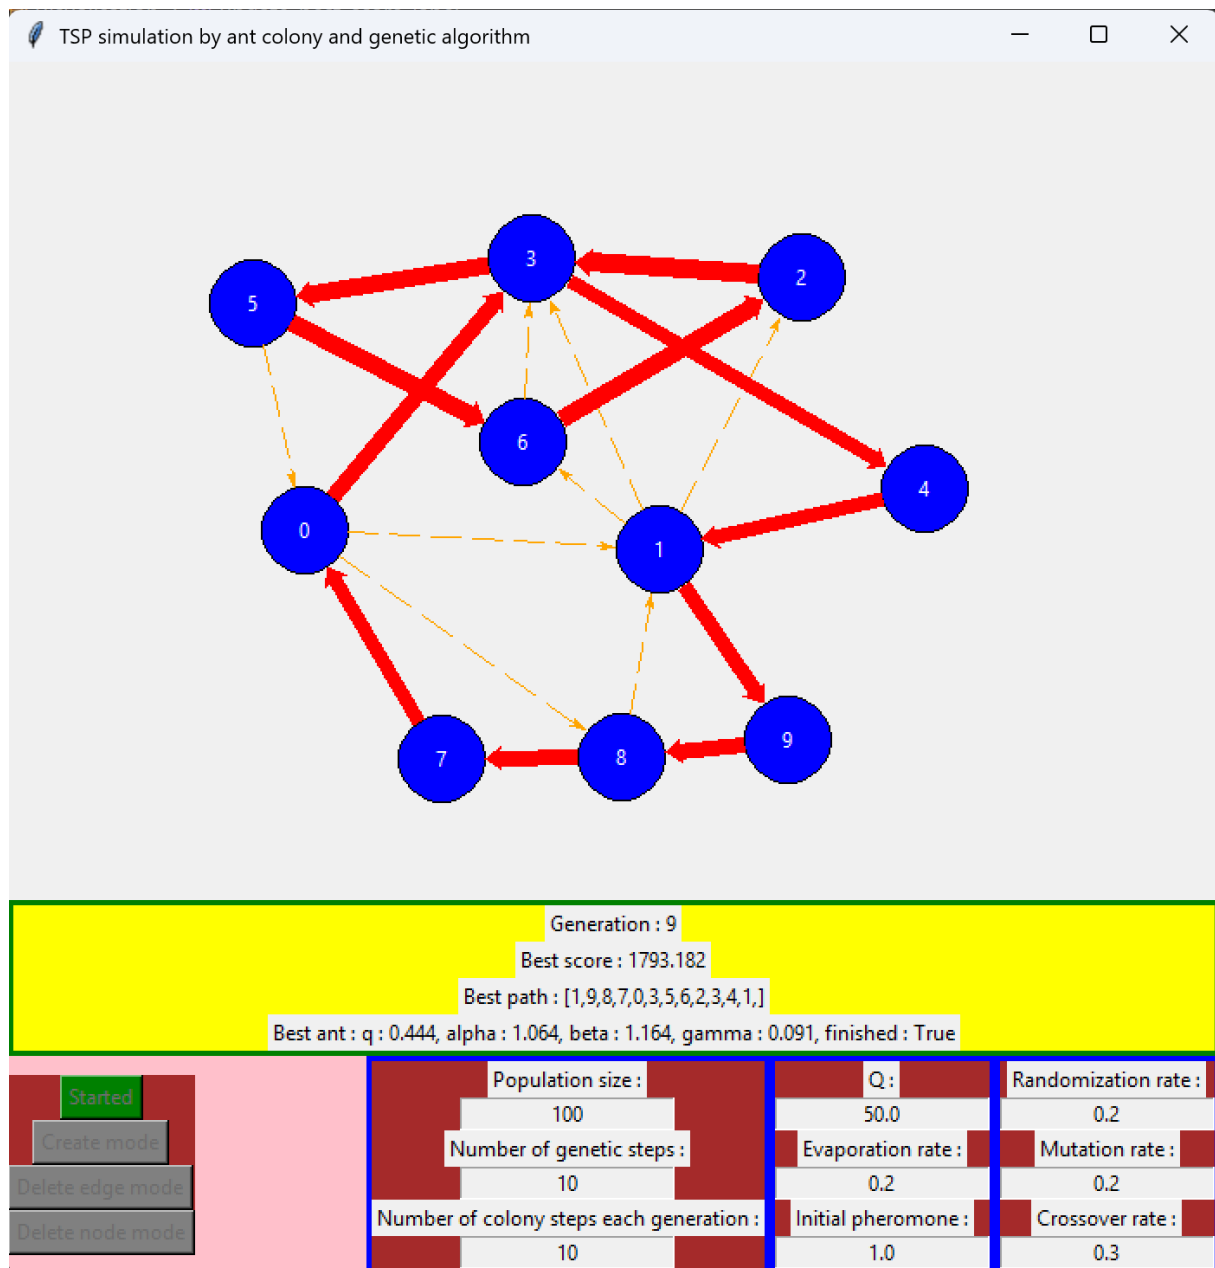 TSP simulation by ant colony and genetic algorithm
3
2
5
6
4
0
1
9
8
7
Generation : 9
Best score : 1793.182
Best path : [1,9,8,7,0,3,5,6,2,3,4,1,]
Best ant : q : 0.444, alpha : 1.064, beta : 1.164, gamma : 0.091, finished : True
Started
Create mode
Delete edge mode
Delete node mode
Population size :
100
Number of genetic steps :
10
Number of colony steps each generation :
10
Q :
50.0
Evaporation rate :
0.2
Initial pheromone :
1.0
Randomization rate :
0.2
Mutation rate :
0.2
Crossover rate :
0.3